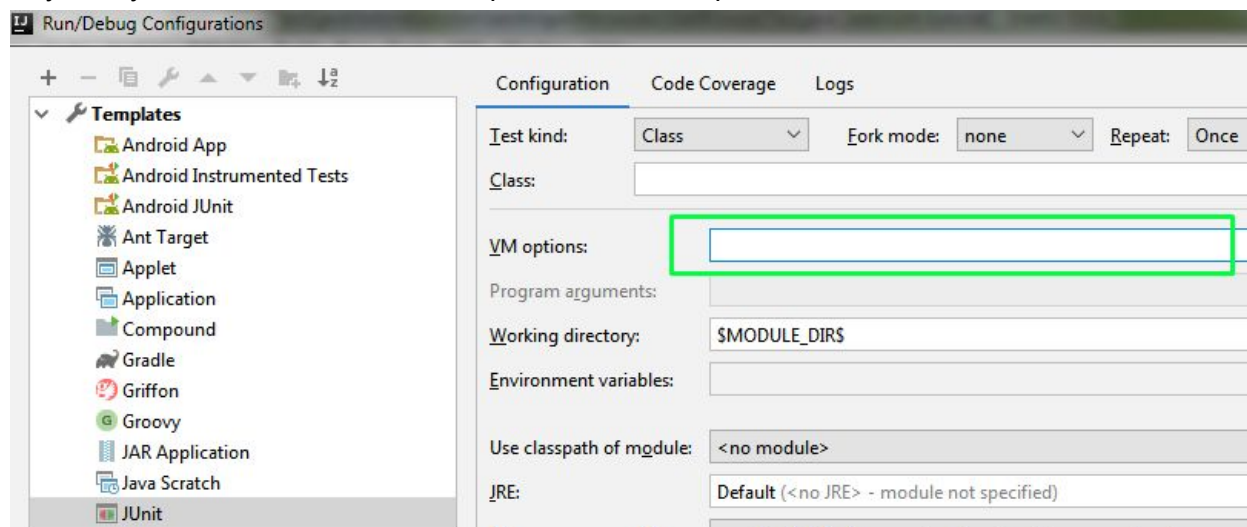 Run/Debug Configurations
Templates
Android App
Android Instrumented Tests
Android JUnit
Ant Target
Applet
Application
Compound
Gradle
Griffon
Groovy
JAR Application
Java Scratch
JUnit
Configuration Code Coverage Logs
Test kind: Class Fork mode: none Repeat: Once
Class:
VM options:
Program arguments:
Working directory: $MODULE_DIR$
Environment variables:
Use classpath of module: <no module>
JRE: Default (<no JRE> - module not specified)